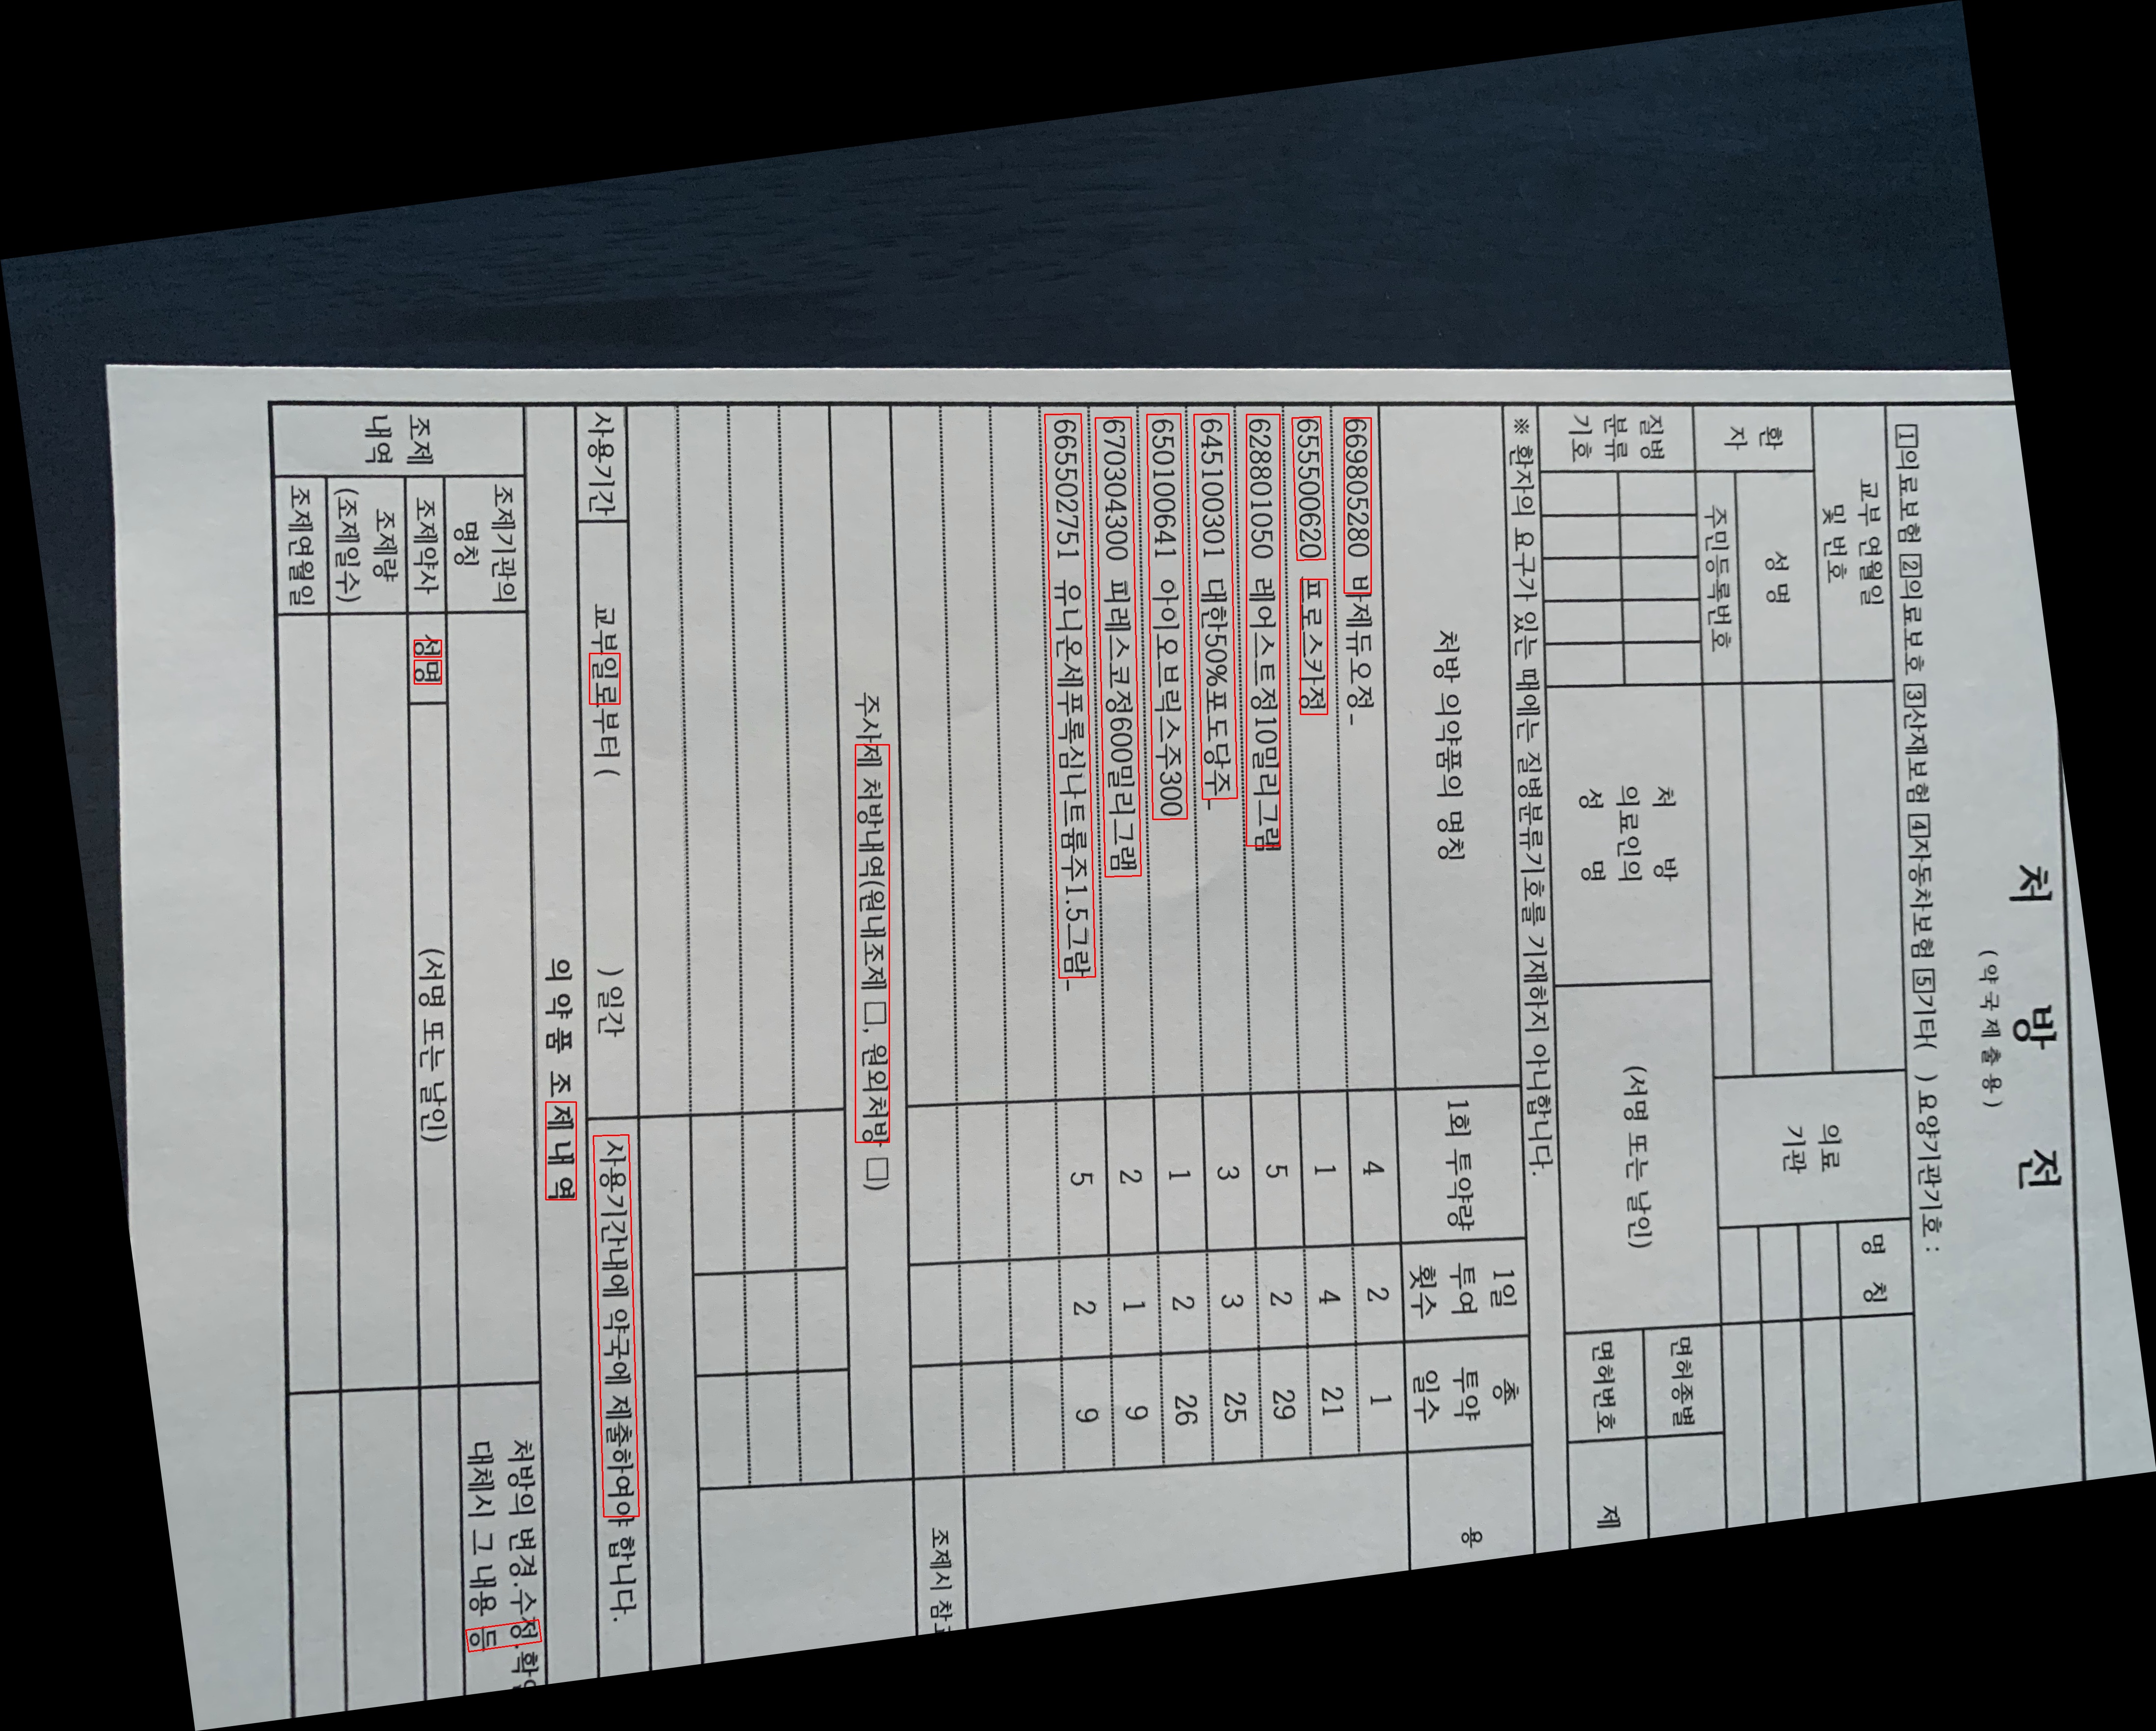 처 방 전
( 약 국 제 출 용 )
1의료보험 2의료보호 3산재보험 4자동차보험 5기타( ) 요양기관기호 :
교부 연월일
및 번호
환
자
성 명
주민등록번호
의료
기관
명 칭
질병
분류
기호
처 방
의료인의
성 명
(서명 또는 날인)
면허종별
면허번호
제
※ 환자의 요구가 있는 때에는 질병분류기호를 기재하지 아니합니다.
처방 의약품의 명칭
1회 투약량
1일
투여
횟수
총
투약
일수
용
669805280 바제듀오정_ 4 2 1
655500620 프로스카정 1 4 21
628801050 레어스트정10밀리그램 5 2 29
645100301 대한50%포도당주_ 3 3 25
650100641 아이오브릭스주300 1 2 26
670304300 피레스코정600밀리그램 2 1 9
665502751 유니온세푸록심나트륨주1.5그람_ 5 2 9
주사제 처방내역(원내조제 □, 원외처방 □)
조제시 참
사용기간
교부일로부터 ( ) 일간
사용기간내에 약국에 제출하여야 합니다.
의 약 품 조 제 내 역
조제
내역
조제기관의
명칭
처방의 변경.수정.확
대체시 그 내용 등
조제약사
성명
(서명 또는 날인)
조제량
(조제일수)
조제연월일